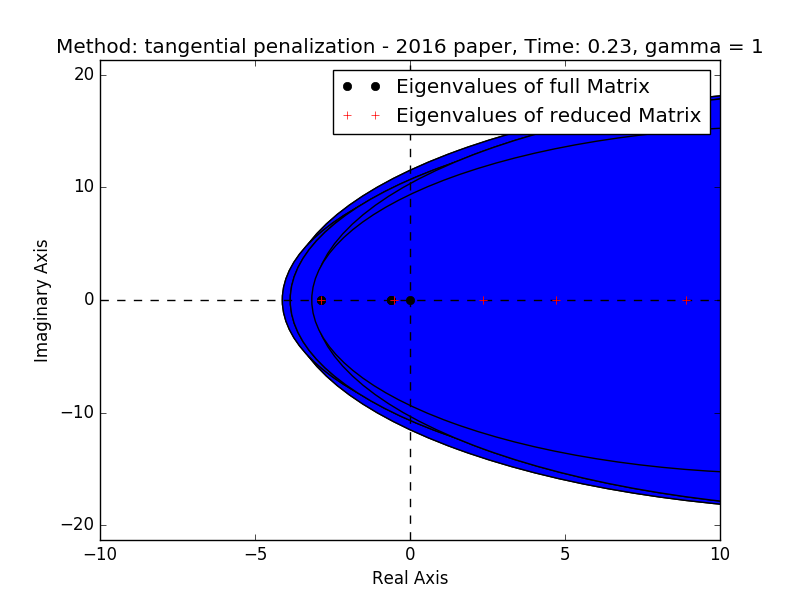 Method: tangential penalization - 2016 paper, Time: 0.23, gamma = 1
Eigenvalues of full Matrix
Eigenvalues of reduced Matrix
20
10
0
−10
−20
Imaginary Axis
−10 −5 0 5 10
Real Axis